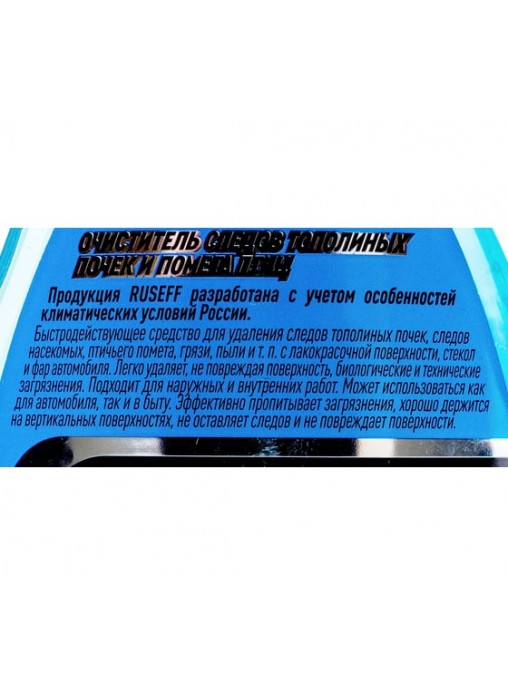 ОЧИСТИТЕЛЬ СЛЕДОВ ТОПОЛИНЫХ
ПОЧЕК И ПОМЕТА ПТИЦ
Продукция RUSEFF разработана с учетом особенностей
климатических условий России.
Быстродействующее средство для удаления следов тополиных почек, следов
насекомых, птичьего помета, грязи, пыли и т. п. с лакокрасочной поверхности, стекол
и фар автомобиля. Легко удаляет, не повреждая поверхность, биологические и технические
загрязнения. Подходит для наружных и внутренних работ. Может использоваться как
для автомобиля, так и в быту. Эффективно пропитывает загрязнения, хорошо держится
на вертикальных поверхностях, не оставляет следов и не повреждает поверхности.